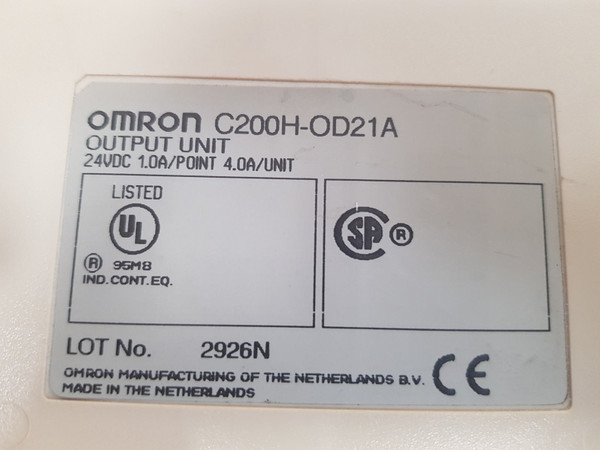 OMRON C200H-OD21A
OUTPUT UNIT
24VDC 1.0A/POINT 4.0A/UNIT
LISTED
UL
® 95M8
IND.CONT.EQ.
SP ®
LOT No. 2926N
OMRON MANUFACTURING OF THE NETHERLANDS B.V. CE
MADE IN THE NETHERLANDS